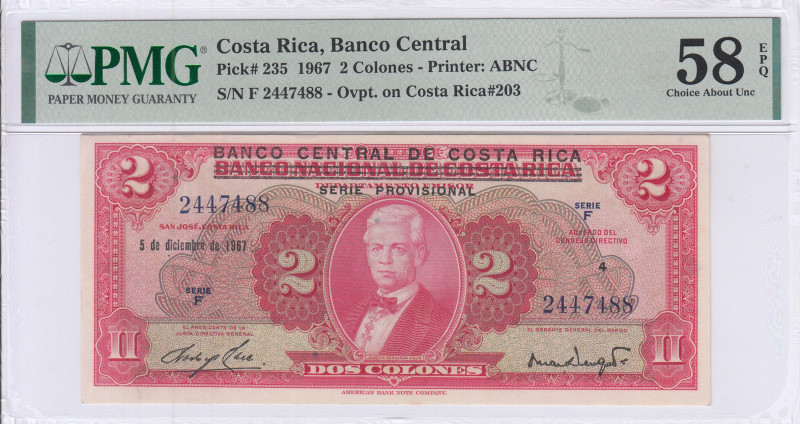 PMG®
PAPER MONEY GUARANTY
Costa Rica, Banco Central
Pick# 235 1967 2 Colones - Printer: ABNC
S/N F 2447488 - Ovpt. on Costa Rica#203
58 EPQ
Choice About Unc
2
BANCO CENTRAL DE COSTA RICA
BANCO NACIONAL DE COSTA RICA
2
SERIE PROVISIONAL
2447488
SERIE
F
SAN JOSÉ, COSTA RICA
ACUERDO DEL
CONSEJO DIRECTIVO
5 de diciembre de 1967
2
2
4
SERIE
F
2447488
EL PRESIDENTE DE LA
JUNTA DIRECTIVA GENERAL
EL GERENTE GENERAL DEL BANCO
II
DOS COLONES
II
AMERICAN BANK NOTE COMPANY.